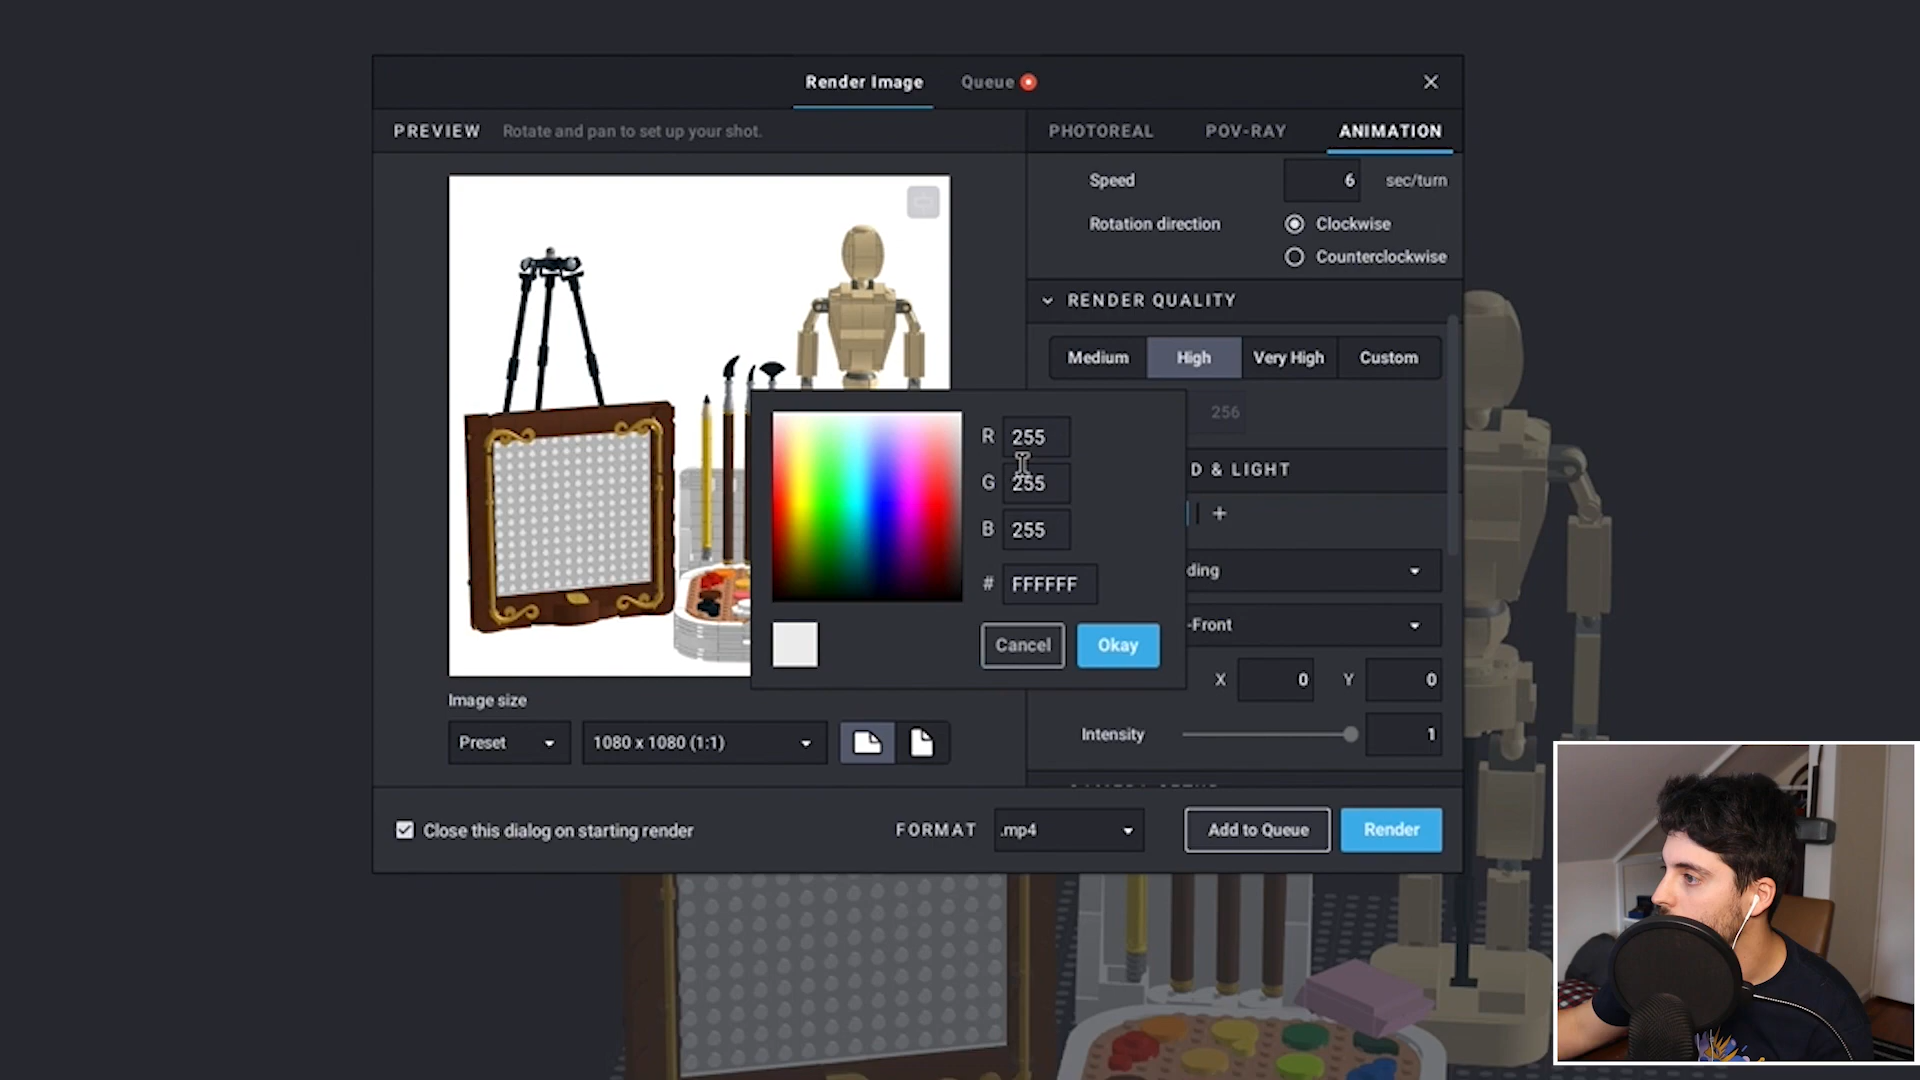 Render Image
Queue
PREVIEW
Rotate and pan to set up your shot.
PHOTOREAL
POV-RAY
ANIMATION
Speed
6
sec/turn
Rotation direction
Clockwise
Counterclockwise
RENDER QUALITY
Medium
High
Very High
Custom
256
R
255
G
255
B
255
# FFFFFF
Cancel
Okay
D & LIGHT
+
ding
-Front
X
0
Y
0
Intensity
1
Image size
Preset
1080 x 1080 (1:1)
Close this dialog on starting render
FORMAT
.mp4
Add to Queue
Render